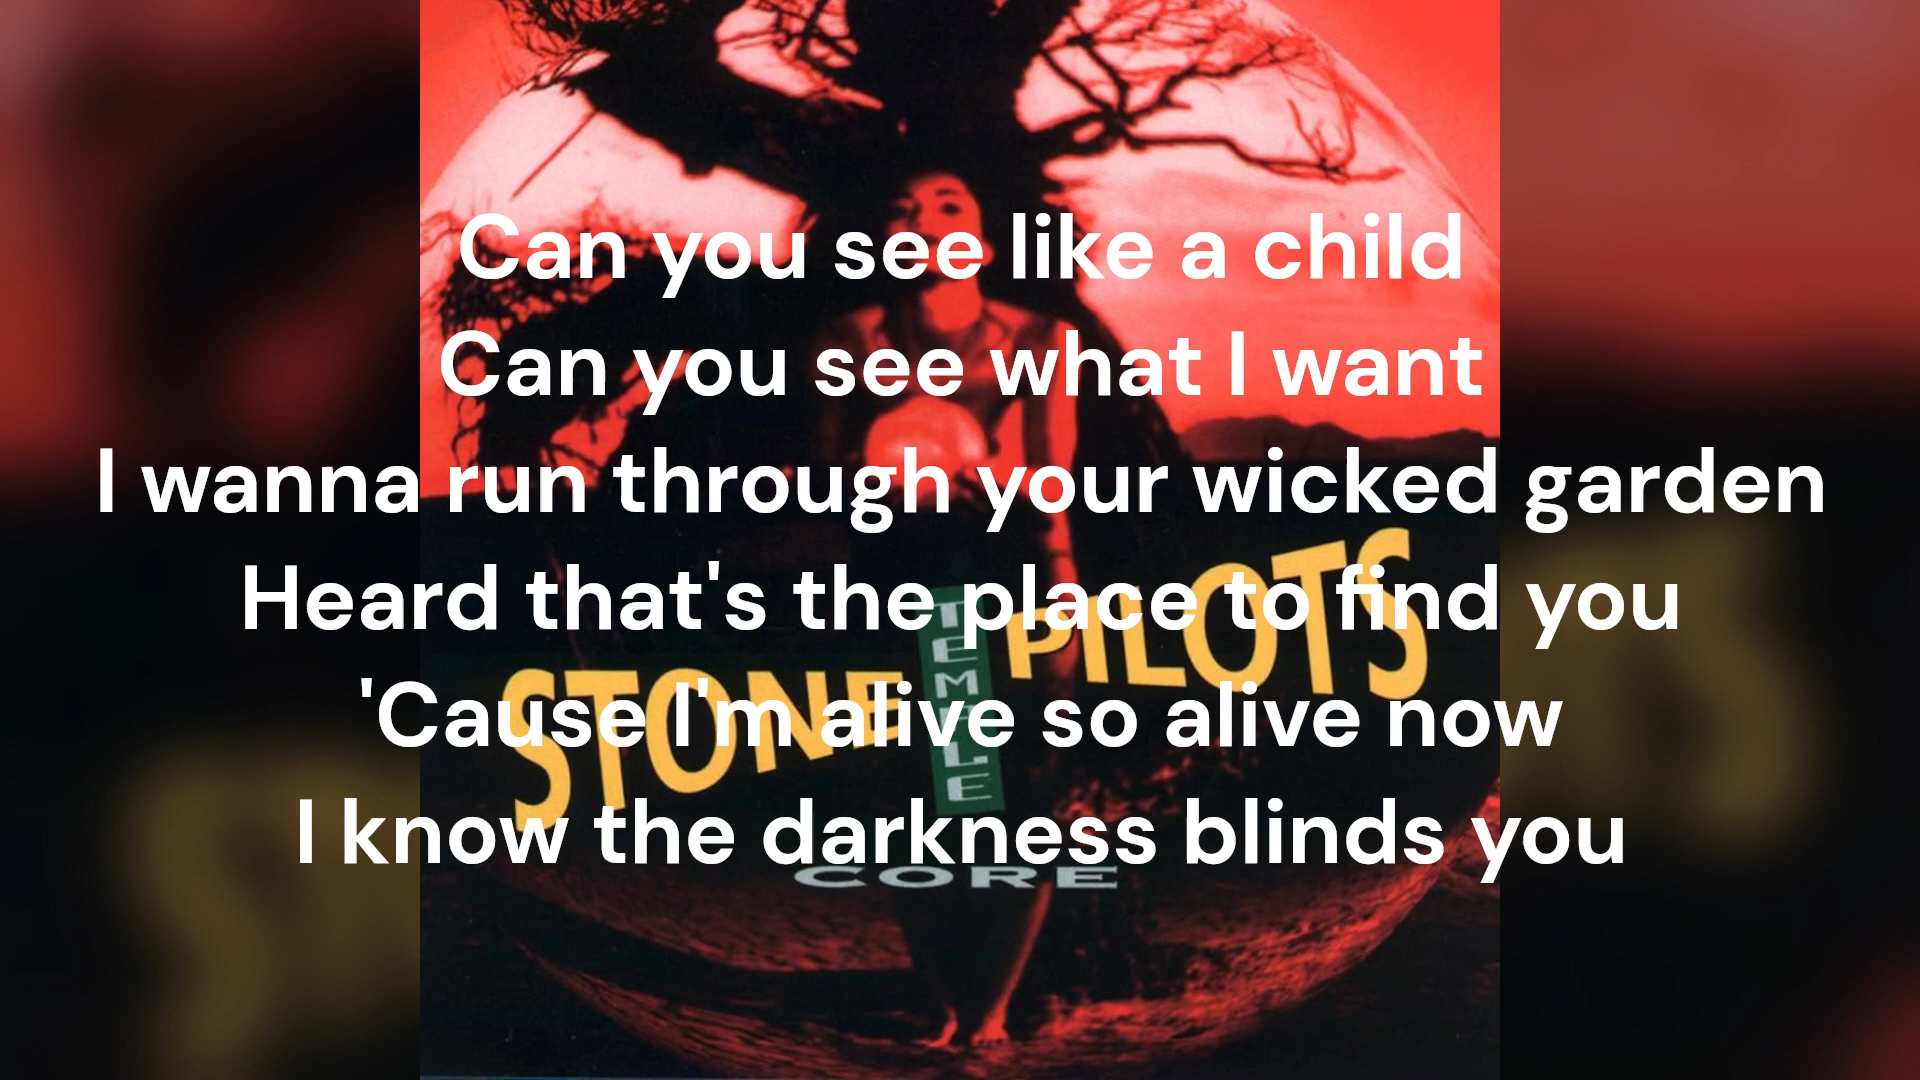 Can you see like a child
Can you see what I want
I wanna run through your wicked garden
Heard that's the place to find you
'Cause I'm alive so alive now
I know the darkness blinds you
STONE TEMPLE PILOTS
CORE